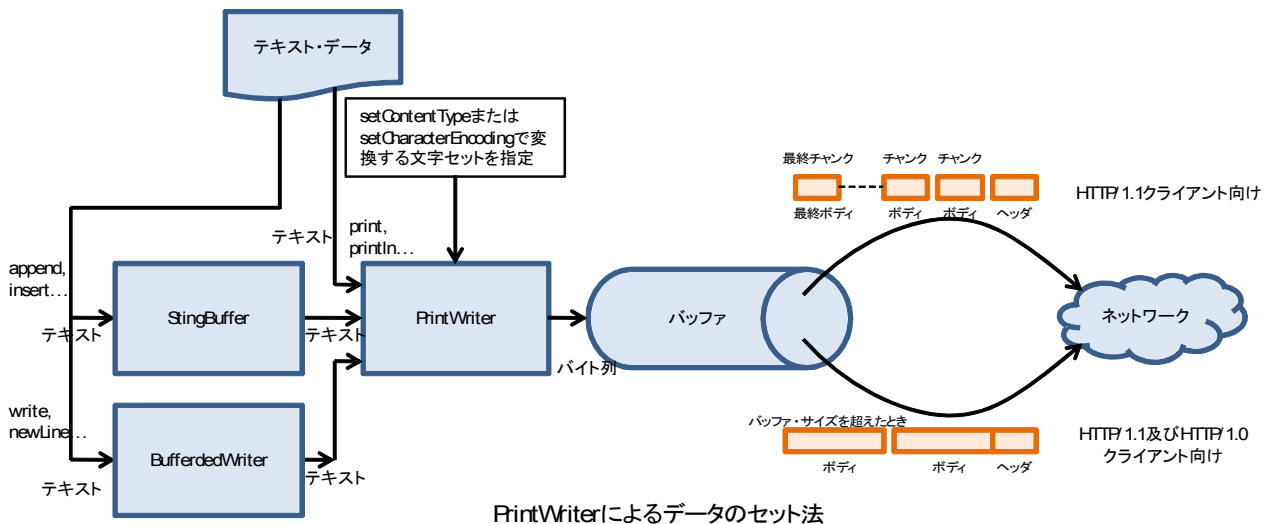 テキスト・データ
setContentTypeまたは
setCharacterEncodingで変
換する文字セットを指定
最終チャンク
チャンク
チャンク
最終ボディ
ボディ
ボディ
ヘッダ
HTTP/1.1クライアント向け
テキスト
print,
println…
append,
insert…
テキスト
StingBuffer
テキスト
PrintWriter
バイト列
バッファ
ネットワーク
write,
newLine…
テキスト
BufferdedWriter
テキスト
バッファ・サイズを超えたとき
ボディ
ボディ
ヘッダ
HTTP/1.1及びHTTP/1.0
クライアント向け
PrintWriterによるデータのセット法